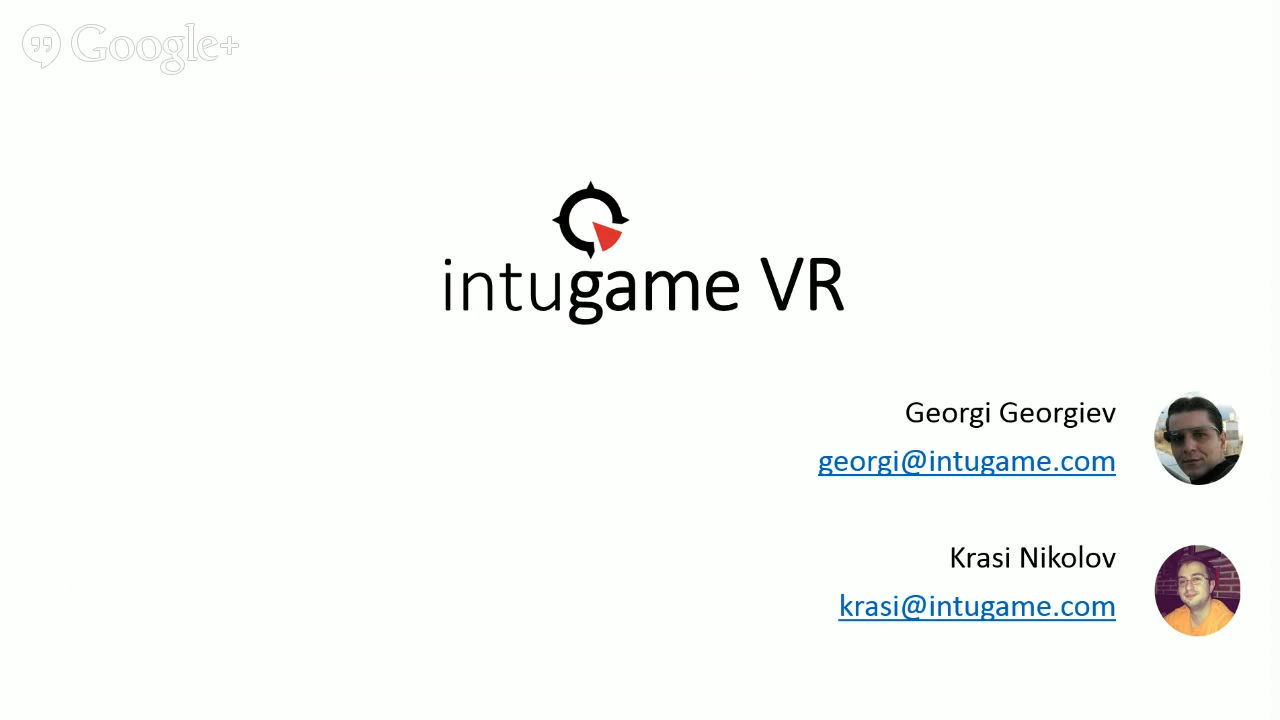 Google+
intugame VR
Georgi Georgiev
georgi@intugame.com
Krasi Nikolov
krasi@intugame.com